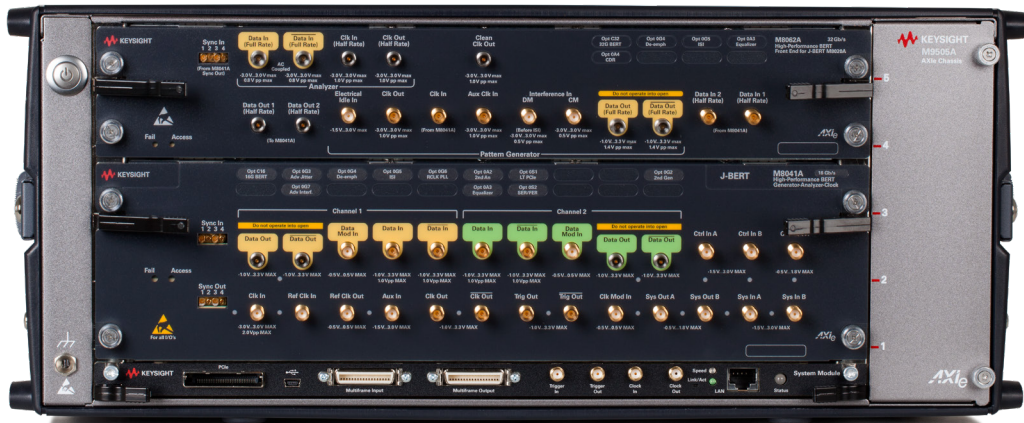 KEYSIGHT
Sync In
1 2 3 4
(From M8041A
Sync Out)
Data In
(Full Rate)
Data In
(Full Rate)
Clk In
(Half Rate)
Clk Out
(Half Rate)
Clean
Clk Out
AC
Coupled
Analyzer
Opt C32
32G BERT
Opt 0G4
De-emph
Opt 0G5
ISI
Opt 0A3
Equalizer
Opt 0A4
CDR
M8062A
32 Gb/s
High-Performance BERT
Front End for J-BERT M8020A
KEYSIGHT
M9505A
AXIe Chassis
5
Data Out 1
(Half Rate)
Data Out 2
(Half Rate)
(To M8041A)
Electrical
Idle In
Clk Out
Clk In
(From M8041A)
Aux Clk In
Interference In
DM
CM
(Before ISI)
Do not operate into open
Data Out
(Full Rate)
Data Out
(Full Rate)
Data In 2
(Half Rate)
Data In 1
(Half Rate)
(From M8041A)
Fail
Access
Pattern Generator
AXIe
4
KEYSIGHT
Opt C16
16G BERT
Opt 0G3
Adv Jitter
Opt 0G4
De-emph
Opt 0G5
ISI
Opt 0G6
RCLK PLL
Opt 0A2
2nd An
Opt 0S1
LT PCIe
Opt 0G2
2nd Gen
Opt 0G7
Adv Interf.
Opt 0A3
Equalizer
Opt 0S2
SER/FER
J-BERT
M8041A
16 Gb/s
High-Performance BERT
Generator-Analyzer-Clock
3
Channel 1
Channel 2
Sync In
1 2 3 4
Do not operate into open
Data Out
Data Out
Data
Mod In
Data In
Data In
Data In
Data In
Data
Mod In
Do not operate into open
Data Out
Data Out
Ctrl In A
Ctrl In B
Fail
Access
2
Sync Out
1 2 3 4
Clk In
Ref Clk In
Ref Clk Out
Aux In
Clk Out
Clk Out
Trig Out
Trig Out
Clk Mod In
Sys Out A
Sys Out B
Sys In A
Sys In B
For all I/O's
AXIe
1
KEYSIGHT
PCIe
Multiframe Input
Multiframe Output
Trigger
In
Trigger
Out
Clock
In
Clock
Out
Speed
Link/Act
LAN
Status
System Module
AXIe